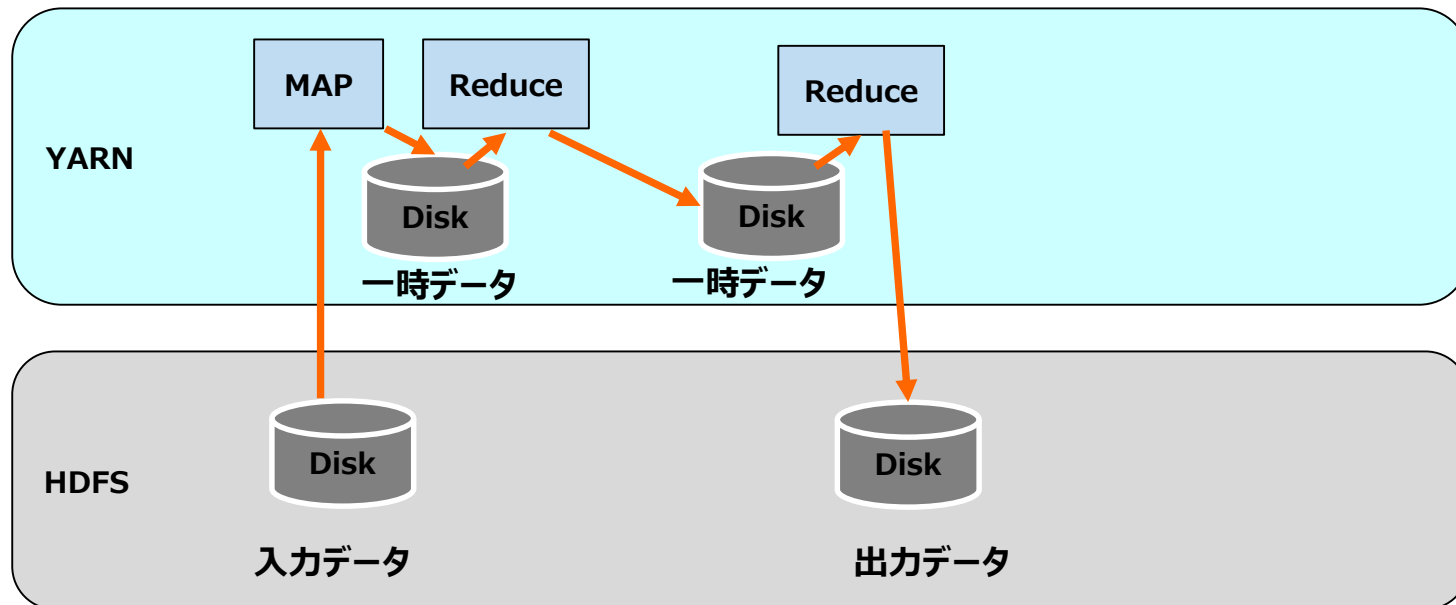 MAP
Reduce
Reduce
YARN
Disk
Disk
一時データ
一時データ
HDFS
Disk
Disk
入力データ
出力データ